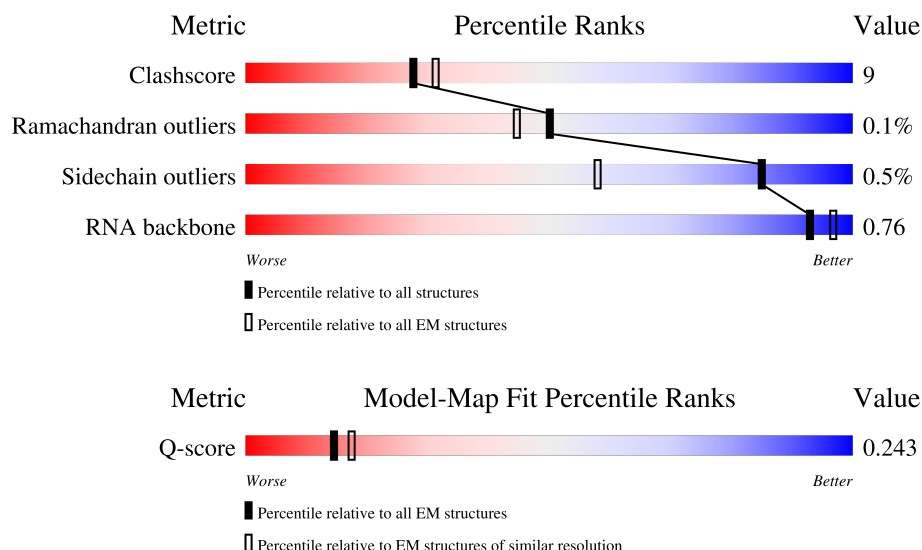 Metric Percentile Ranks Value
Clashscore 9
Ramachandran outliers 0.1%
Sidechain outliers 0.5%
RNA backbone 0.76
Worse Better
Percentile relative to all structures
Percentile relative to all EM structures
Metric Model-Map Fit Percentile Ranks Value
Q-score 0.243
Worse Better
Percentile relative to all EM structures
Percentile relative to EM structures of similar resolution